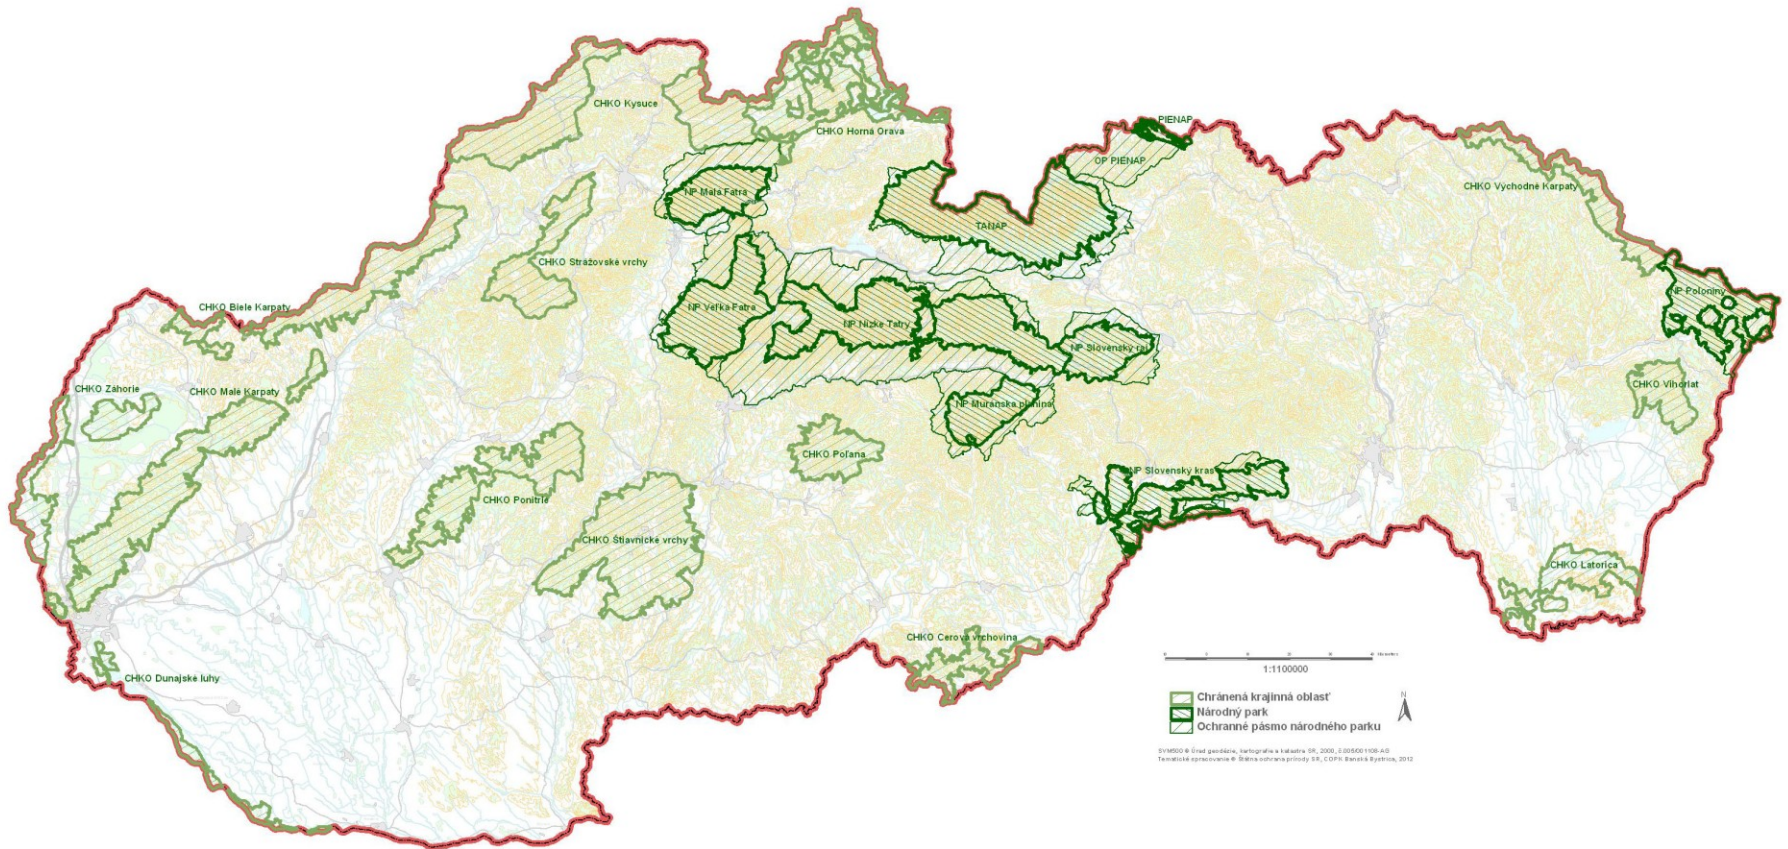 CHKO Kysuce
CHKO Horná Orava
PIENAP
OP PIENAP
CHKO Východné Karpaty
NP Malá Fatra
TANAP
CHKO Strážovské vrchy
CHKO Biele Karpaty
NP Veľká Fatra
NP Nízke Tatry
NP Slovenský raj
NP Poloniny
CHKO Záhorie
CHKO Malé Karpaty
NP Muránska planina
CHKO Vihorlat
CHKO Poľana
NP Slovenský kras
CHKO Ponitrie
CHKO Štiavnické vrchy
CHKO Latorica
CHKO Cerová vrchovina
CHKO Dunajské luhy
1:1100000
N
Chránená krajinná oblasť
Národný park
Ochranné pásmo národného parku